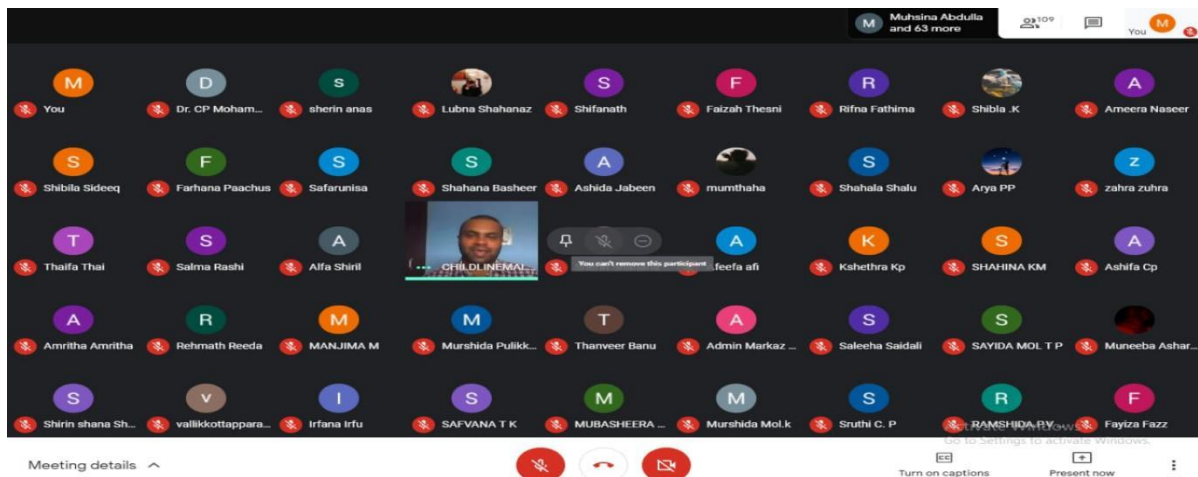 M Muhsina Abdulla and 63 more 109 You M
M D S S F R A
You Dr. CP Moham... sherin anas Lubna Shahanaz Shifanath Faizah Thesni Rifna Fathima Shibla .K Ameera Naseer
S F S S A S z
Shibila Sideeq Farhana Paachus Safarunisa Shahana Basheer Ashida Jabeen mumthaha Shahala Shalu Arya PP zahra zuhra
T S A A K S A
You can't remove this participant
Thaifa Thai Salma Rashi Alfa Shiril CHILDLINEMAL feefa afi Kshethra Kp SHAHINA KM Ashifa Cp
A R M M T A S S
Amritha Amritha Rehmath Reeda MANJIMA M Murshida Pulikk... Thanveer Banu Admin Markaz ... Saleeha Saidali SAYIDA MOL T P Muneeba Ashar...
S v I S M M S R F
Shirin shana Sh... vallikkottappara... Irfana Irfu SAFVANA T K MUBASHEERA ... Murshida Mol.k Sruthi C. P RAMSHIDA.P.V... Fayiza Fazz
Activate Windows
Go to Settings to activate Windows.
Meeting details CC Turn on captions Present now